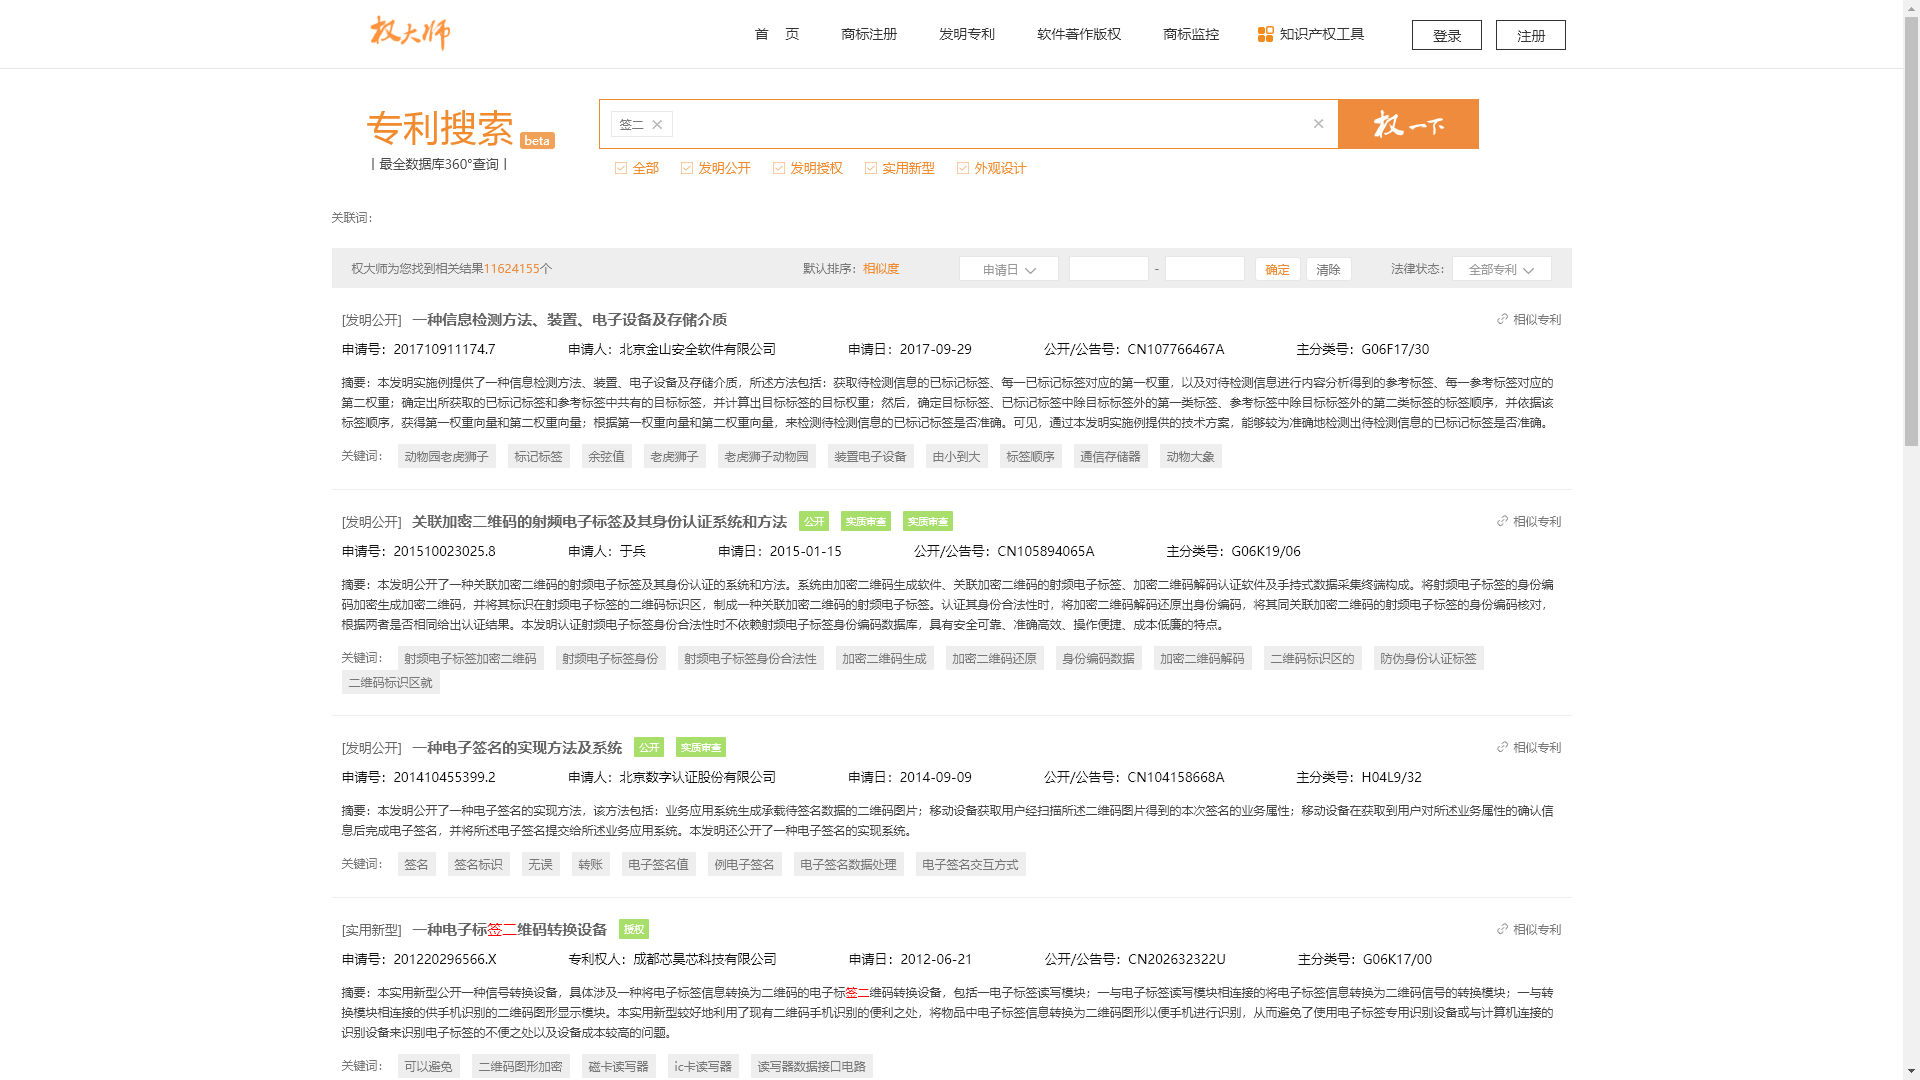 权大师
首 页
商标注册
发明专利
软件著作版权
商标监控
知识产权工具
登录
注册
专利搜索 beta
| 最全数据库360°查询 |
签二
权一下
全部 发明公开 发明授权 实用新型 外观设计
关联词:
权大师为您找到相关结果11624155个 默认排序: 相似度 申请日 - 确定 清除 法律状态: 全部专利
[发明公开] 一种信息检测方法、装置、电子设备及存储介质 相似专利
申请号: 201710911174.7 申请人: 北京金山安全软件有限公司 申请日: 2017-09-29 公开/公告号: CN107766467A 主分类号: G06F17/30
摘要: 本发明实施例提供了一种信息检测方法、装置、电子设备及存储介质，所述方法包括：获取待检测信息的已标记标签、每一已标记标签对应的第一权重，以及对待检测信息进行内容分析得到的参考标签、每一参考标签对应的
第二权重；确定出所获取的已标记标签和参考标签中共有的目标标签，并计算出目标标签的目标权重；然后，确定目标标签、已标记标签中除目标标签外的第一类标签、参考标签中除目标标签外的第二类标签的标签顺序，并依据该
标签顺序，获得第一权重向量和第二权重向量；根据第一权重向量和第二权重向量，来检测待检测信息的已标记标签是否准确。可见，通过本发明实施例提供的技术方案，能够较为准确地检测出待检测信息的已标记标签是否准确。
关键词: 动物园老虎狮子 标记标签 余弦值 老虎狮子 老虎狮子动物园 装置电子设备 由小到大 标签顺序 通信存储器 动物大象
[发明公开] 关联加密二维码的射频电子标签及其身份认证系统和方法 公开 实质审查 实质审查 相似专利
申请号: 201510023025.8 申请人: 于兵 申请日: 2015-01-15 公开/公告号: CN105894065A 主分类号: G06K19/06
摘要: 本发明公开了一种关联加密二维码的射频电子标签及其身份认证的系统和方法。系统由加密二维码生成软件、关联加密二维码的射频电子标签、加密二维码解码认证软件及手持式数据采集终端构成。将射频电子标签的身份编
码加密生成加密二维码，并将其标识在射频电子标签的二维码标识区，制成一种关联加密二维码的射频电子标签。认证其身份合法性时，将加密二维码解码还原出身份编码，将其同关联加密二维码的射频电子标签的身份编码核对，
根据两者是否相同给出认证结果。本发明认证射频电子标签身份合法性时不依赖射频电子标签身份编码数据库，具有安全可靠、准确高效、操作便捷、成本低廉的特点。
关键词: 射频电子标签加密二维码 射频电子标签身份 射频电子标签身份合法性 加密二维码生成 加密二维码还原 身份编码数据 加密二维码解码 二维码标识区的 防伪身份认证标签
二维码标识区就
[发明公开] 一种电子签名的实现方法及系统 公开 实质审查 相似专利
申请号: 201410455399.2 申请人: 北京数字认证股份有限公司 申请日: 2014-09-09 公开/公告号: CN104158668A 主分类号: H04L9/32
摘要: 本发明公开了一种电子签名的实现方法，该方法包括：业务应用系统生成承载待签名数据的二维码图片；移动设备获取用户经扫描所述二维码图片得到的本次签名的业务属性；移动设备在获取到用户对所述业务属性的确认信
息后完成电子签名，并将所述电子签名提交给所述业务应用系统。本发明还公开了一种电子签名的实现系统。
关键词: 签名 签名标识 无误 转账 电子签名值 例电子签名 电子签名数据处理 电子签名交互方式
[实用新型] 一种电子标签二维码转换设备 授权 相似专利
申请号: 201220296566.X 专利权人: 成都芯昊芯科技有限公司 申请日: 2012-06-21 公开/公告号: CN202632322U 主分类号: G06K17/00
摘要: 本实用新型公开一种信号转换设备，具体涉及一种将电子标签信息转换为二维码的电子标签二维码转换设备，包括一电子标签读写模块；一与电子标签读写模块相连接的将电子标签信息转换为二维码信号的转换模块；一与转
换模块相连接的供手机识别的二维码图形显示模块。本实用新型较好地利用了现有二维码手机识别的便利之处，将物品中电子标签信息转换为二维码图形以便手机进行识别，从而避免了使用电子标签专用识别设备或与计算机连接的
识别设备来识别电子标签的不便之处以及设备成本较高的问题。
关键词: 可以避免 二维码图形加密 磁卡读写器 ic卡读写器 读写器数据接口电路